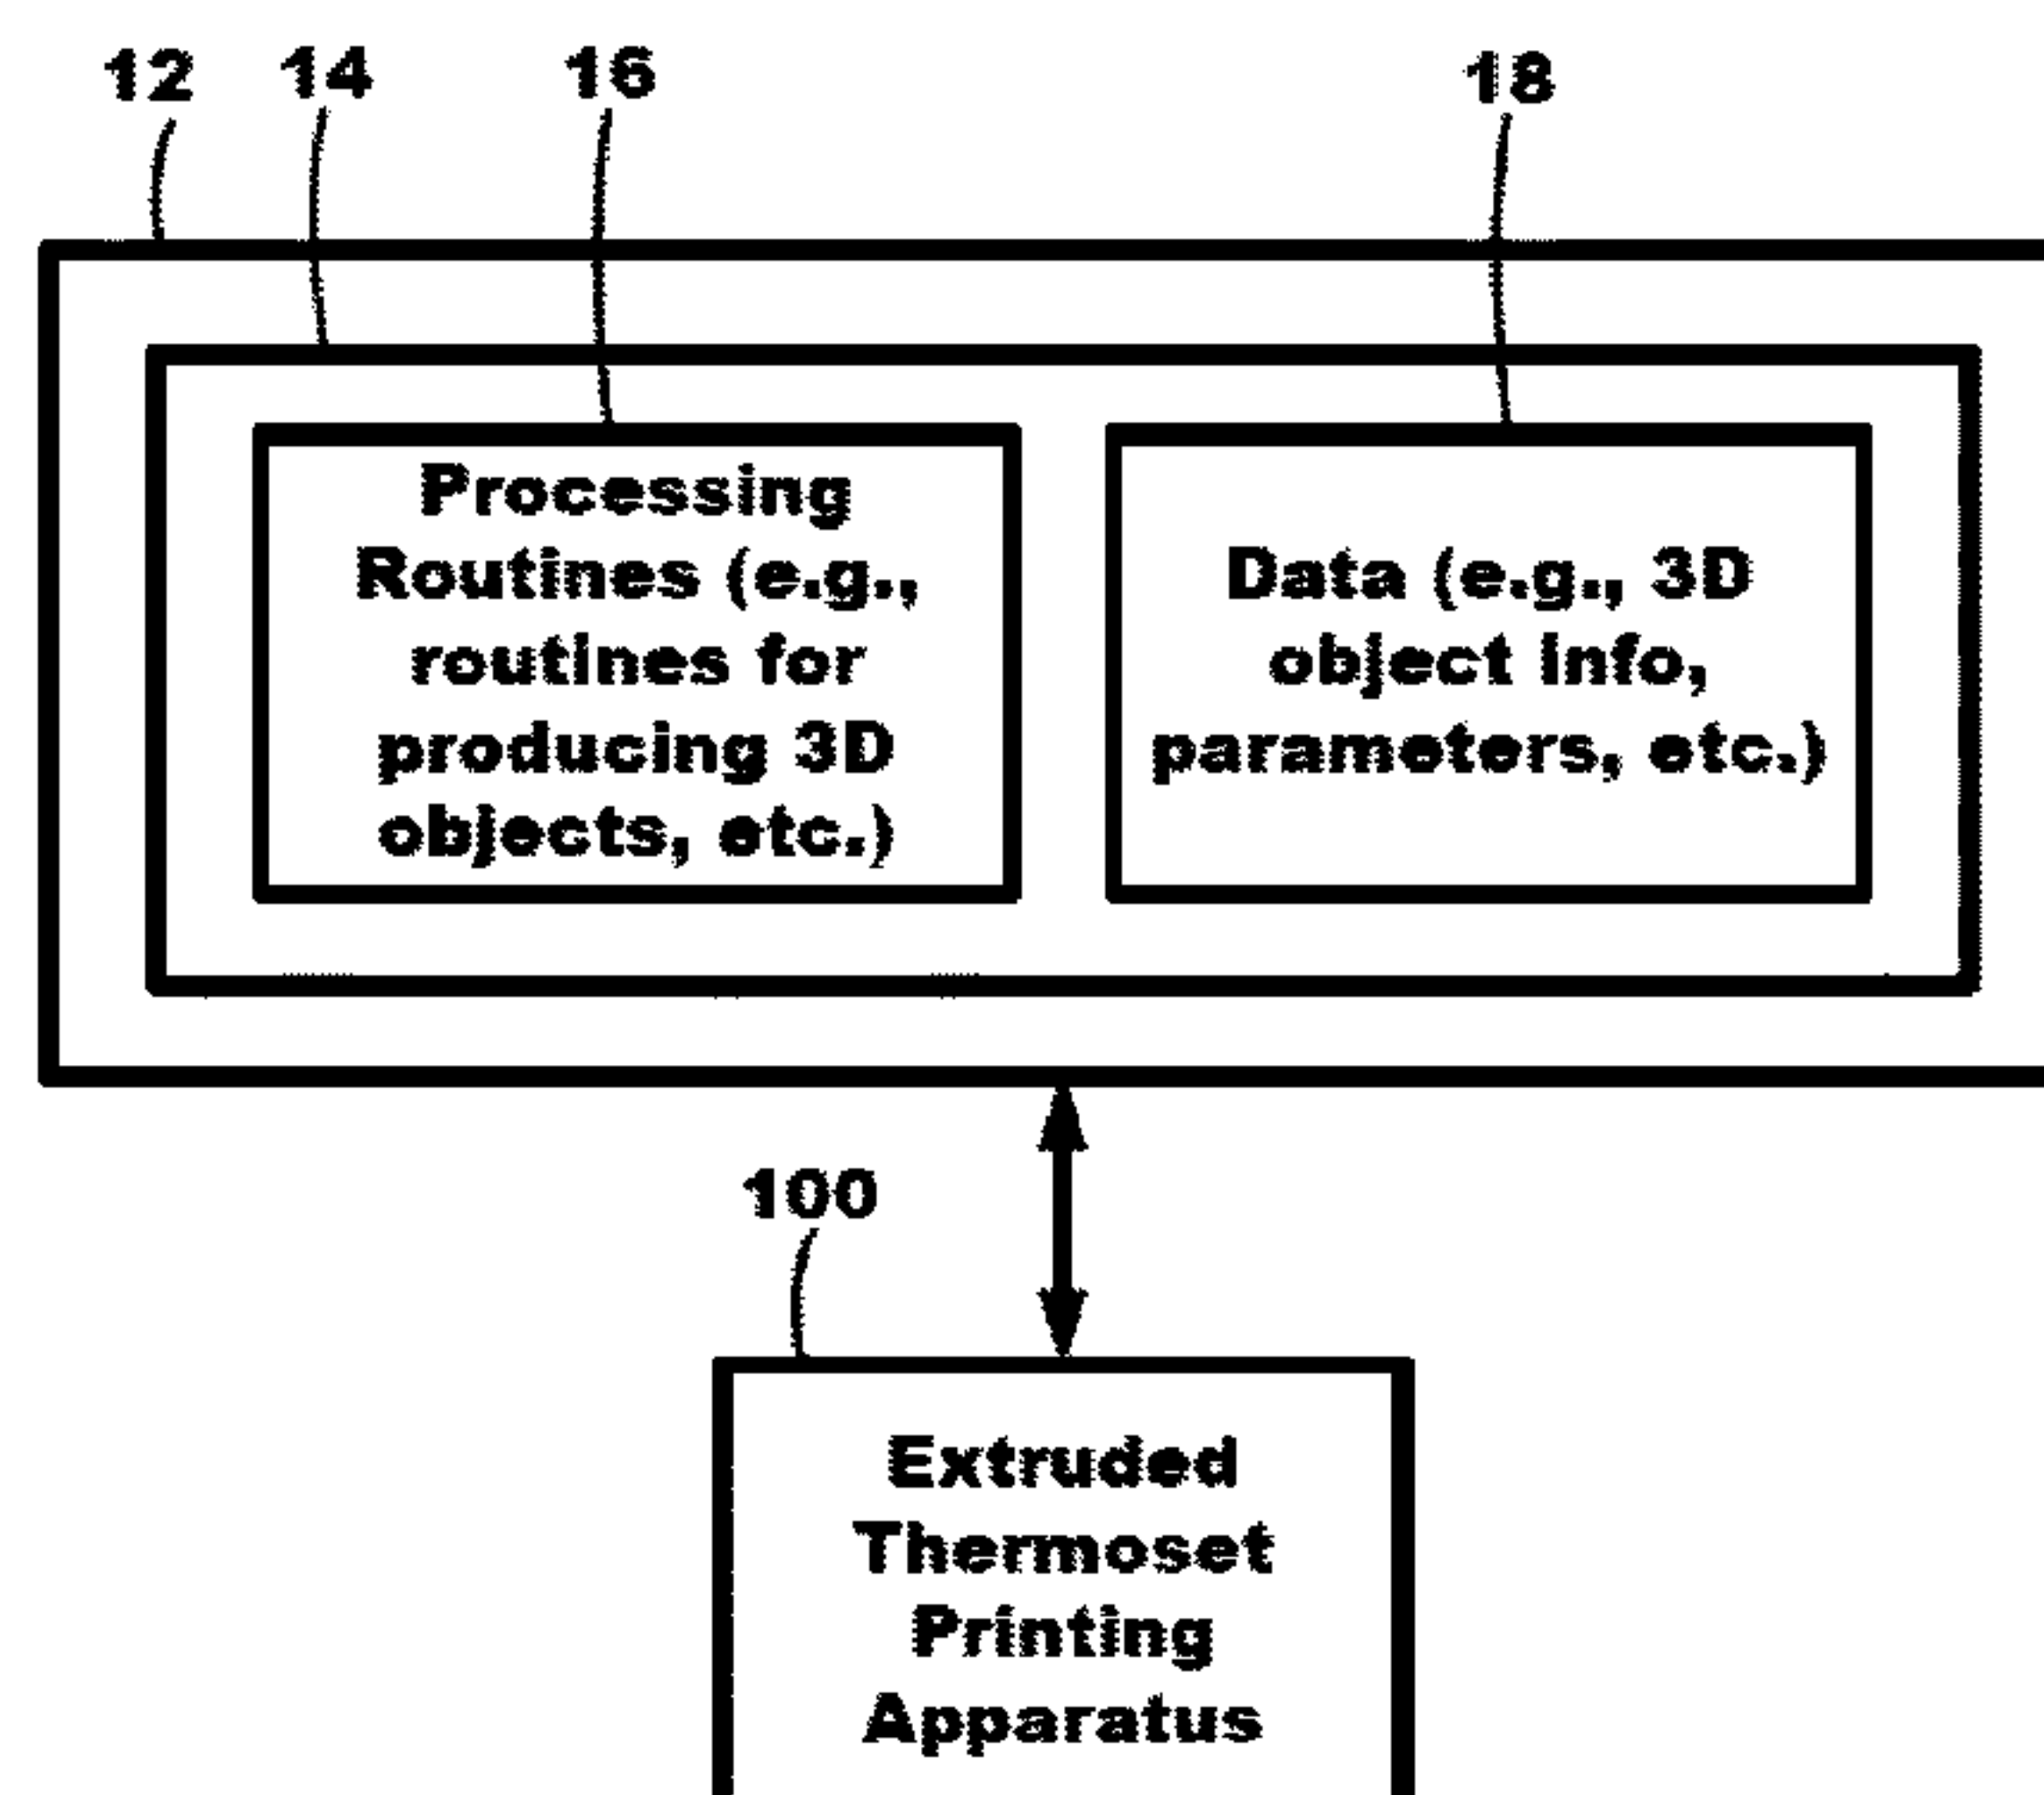 12 14 16 18
Processing
Routines (e.g.,
routines for
producing 3D
objects, etc.)
Data (e.g., 3D
object info,
parameters, etc.)
100
Extruded
Thermoset
Printing
Apparatus